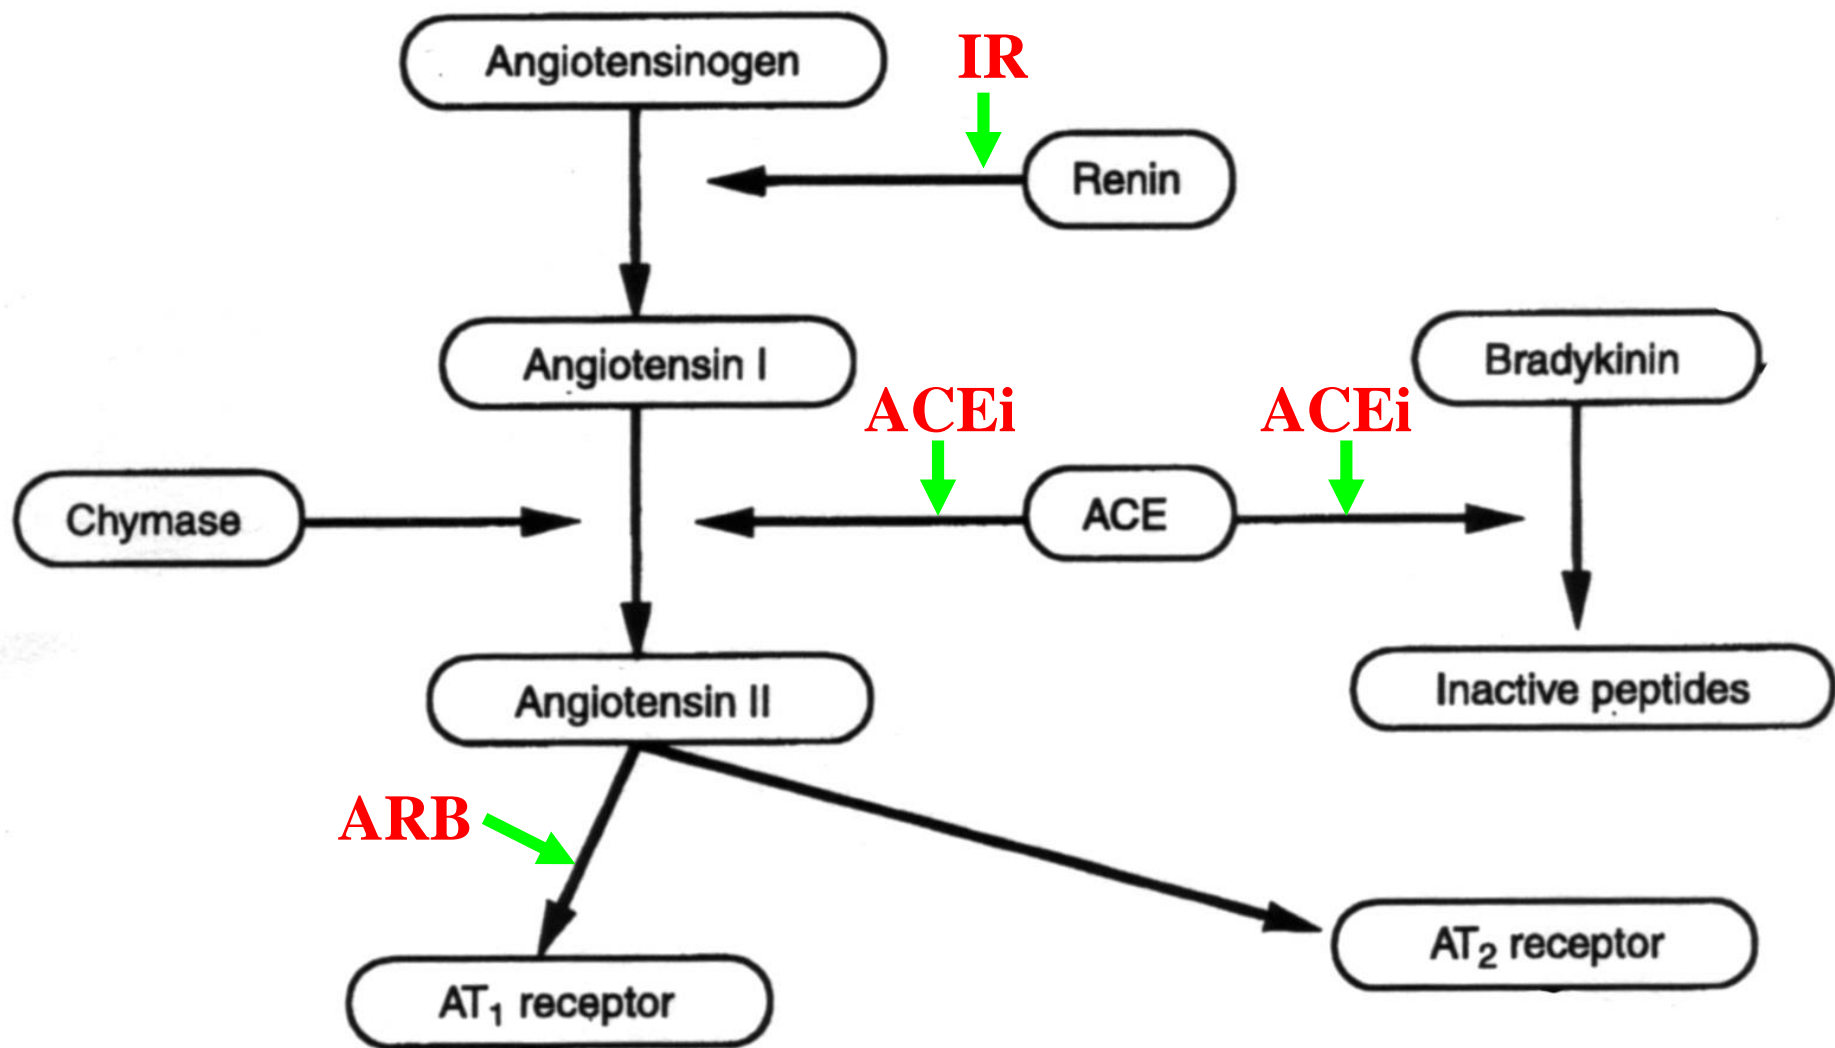 Angiotensinogen
IR
Renin
Angiotensin I
Bradykinin
ACEi
ACEi
Chymase
ACE
Angiotensin II
Inactive peptides
ARB
AT₂ receptor
AT₁ receptor